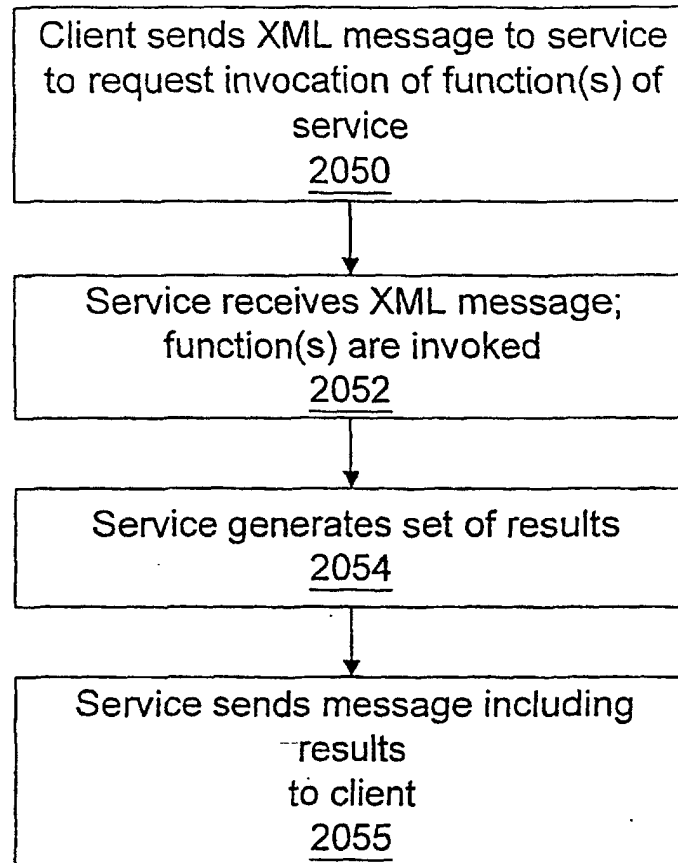 Client sends XML message to service
to request invocation of function(s) of
service
2050
Service receives XML message;
function(s) are invoked
2052
Service generates set of results
2054
Service sends message including
results
to client
2055